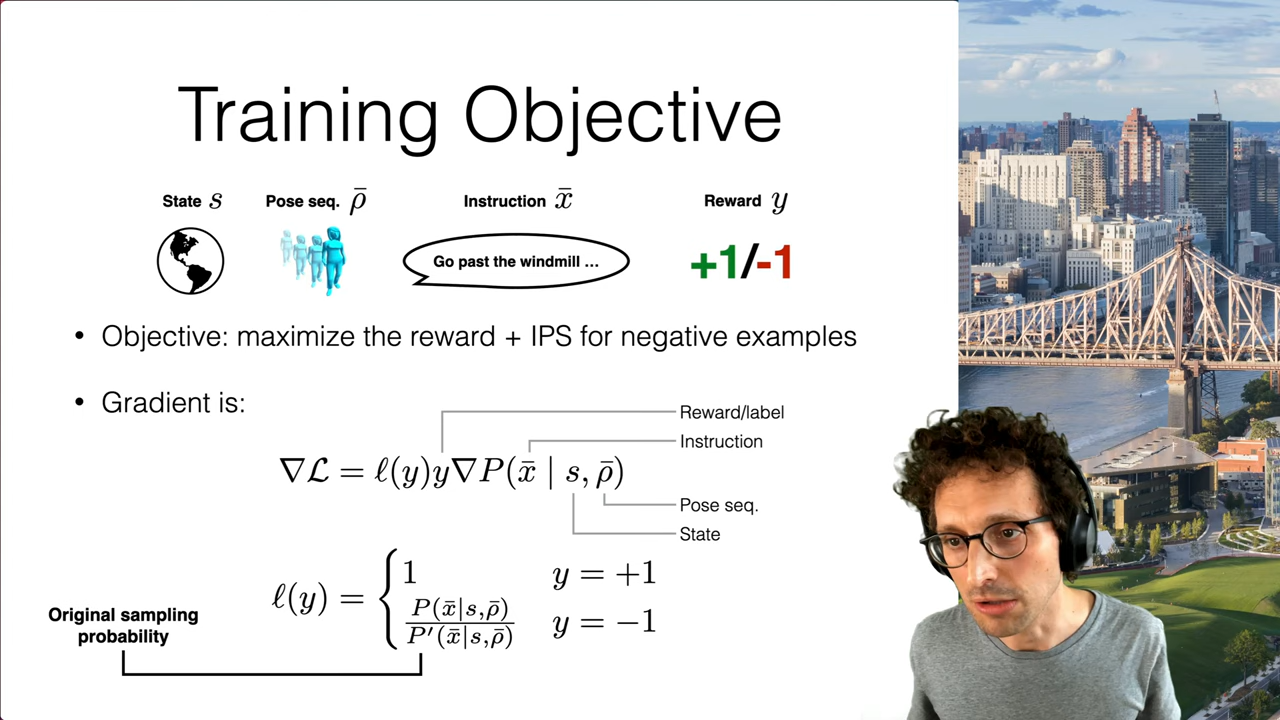 Training Objective
State s Pose seq. ρ̄ Instruction x̄ Reward y
Go past the windmill ...
+1/-1
• Objective: maximize the reward + IPS for negative examples
• Gradient is:
Reward/label
Instruction
∇ℒ = ℓ(y)y∇P(x̄ | s, ρ̄)
Pose seq.
State
ℓ(y) = { 1 y = +1
P(x̄|s,ρ̄) / P′(x̄|s,ρ̄) y = −1
Original sampling
probability